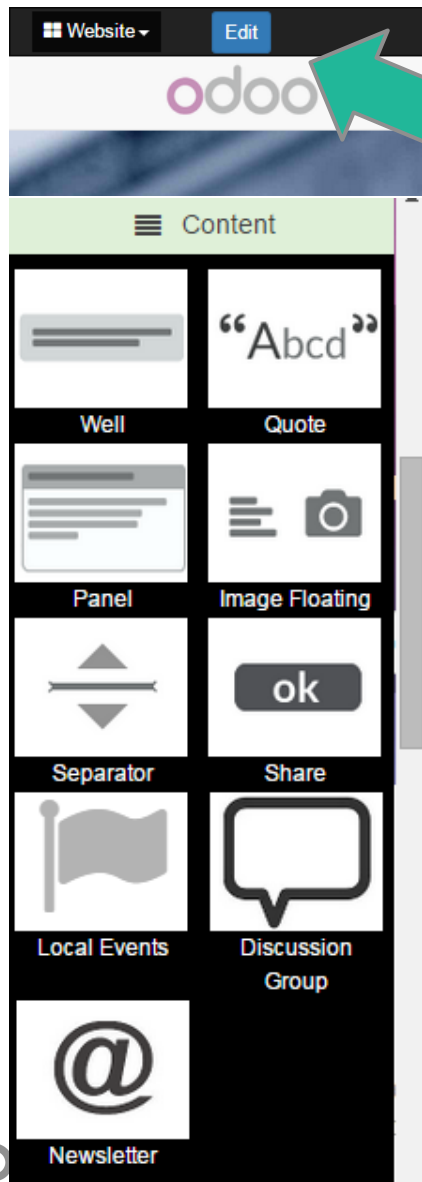 Website
Edit
odoo
Content
“Abcd”
Well
Quote
Panel
Image Floating
ok
Separator
Share
Local Events
Discussion
Group
@
Newsletter